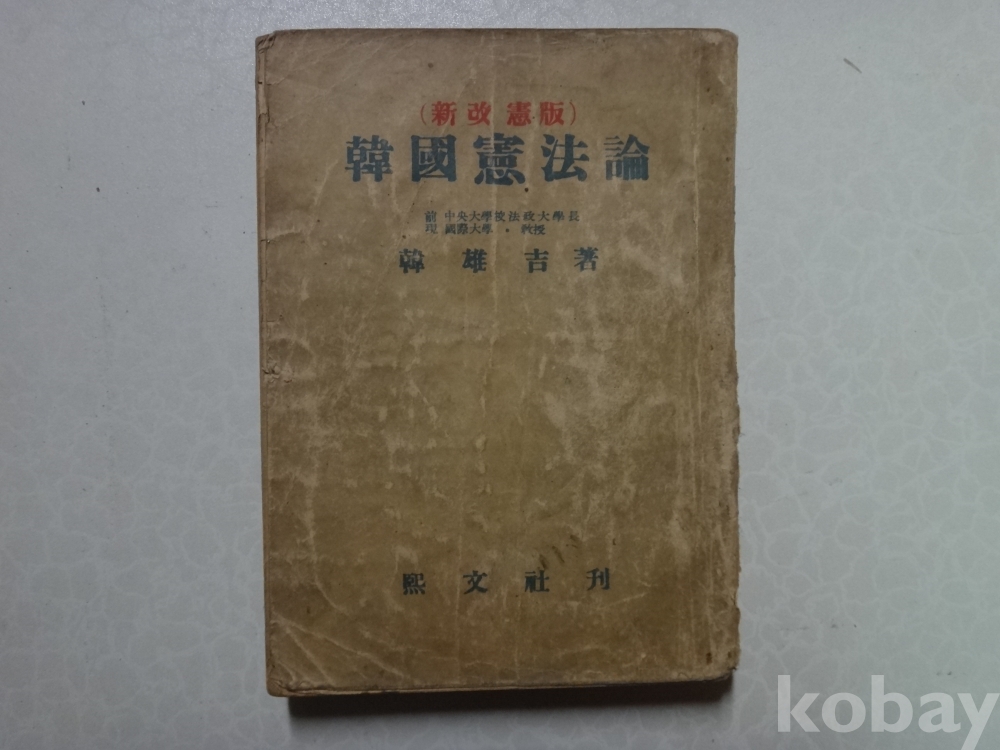 (新改憲版)
韓國憲法論
前 中央大學校法政大學長
現 國際大學・敎授
韓雄吉著
熙文社刊
kobay